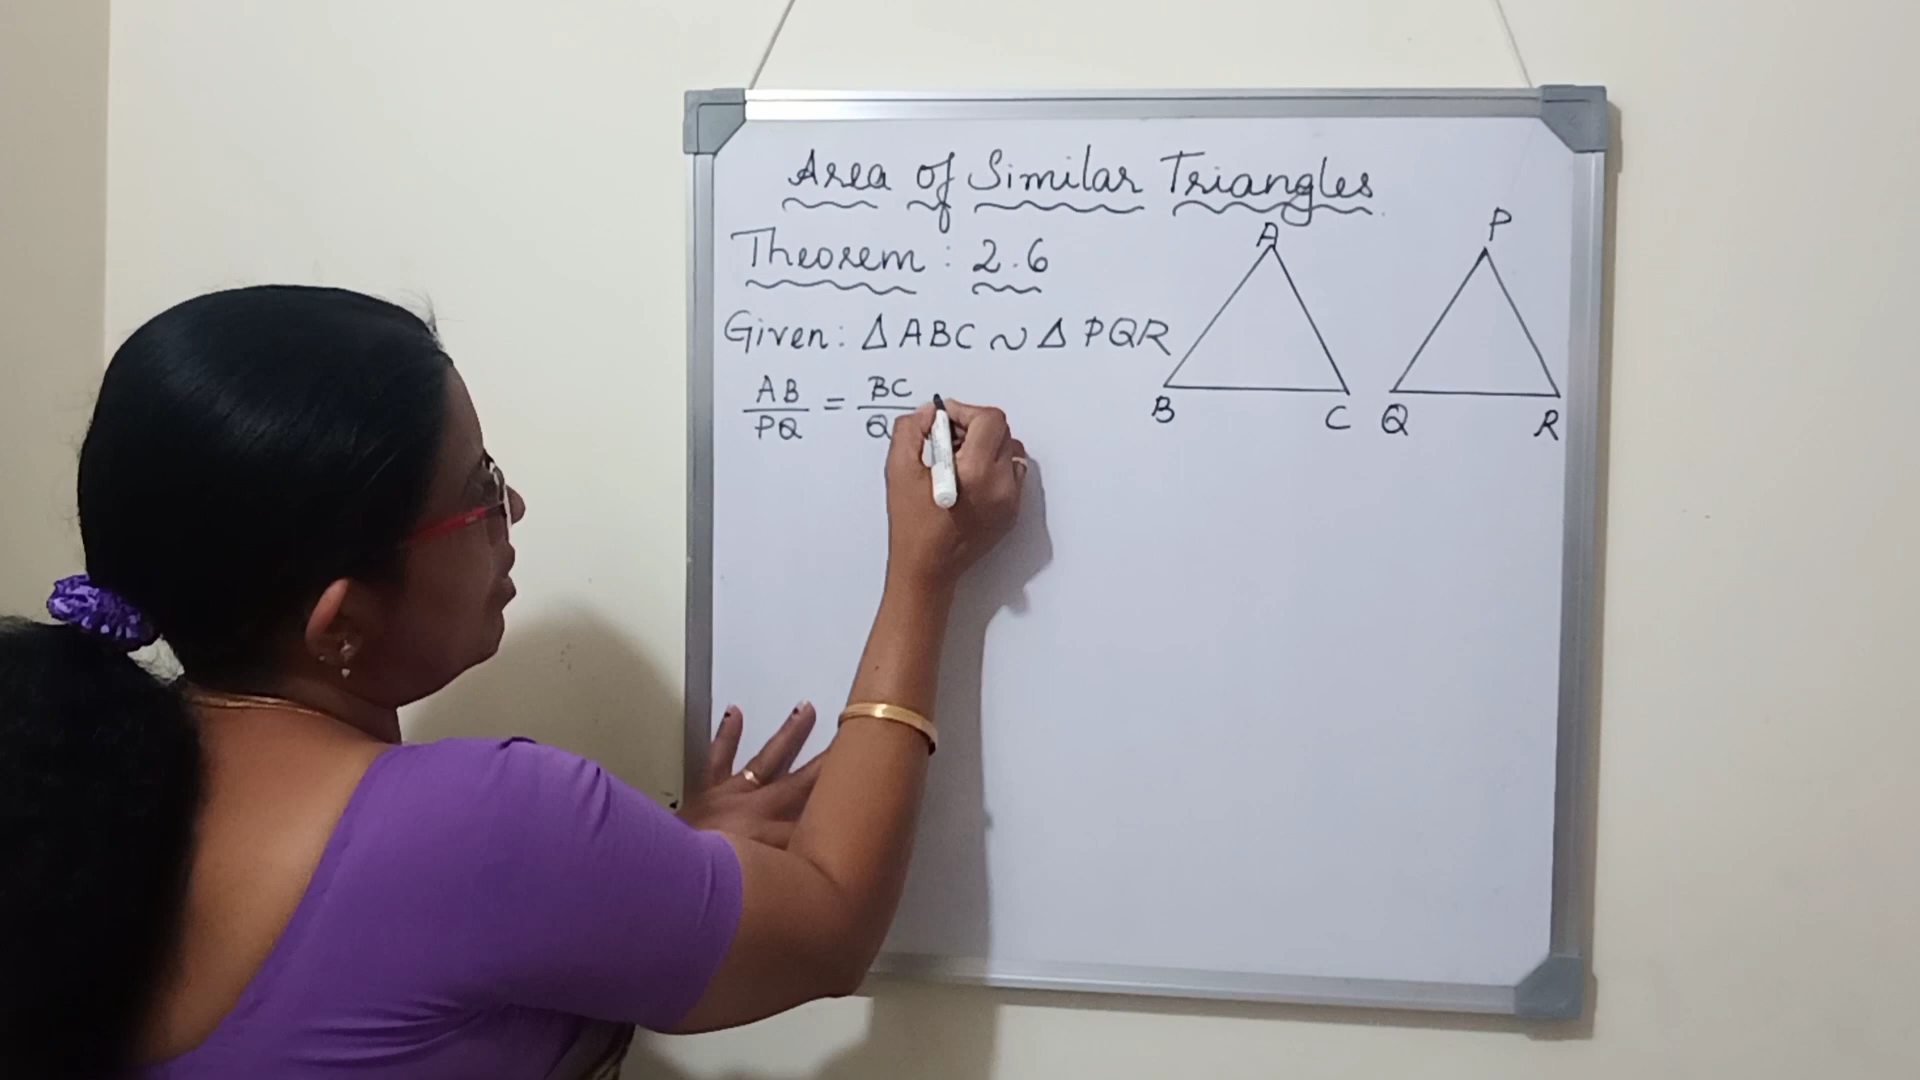 Area of Similar Triangles
Theorem : 2.6
Given: Δ ABC ~ Δ PQR
AB/PQ = BC/Q
A
B
C
P
Q
R